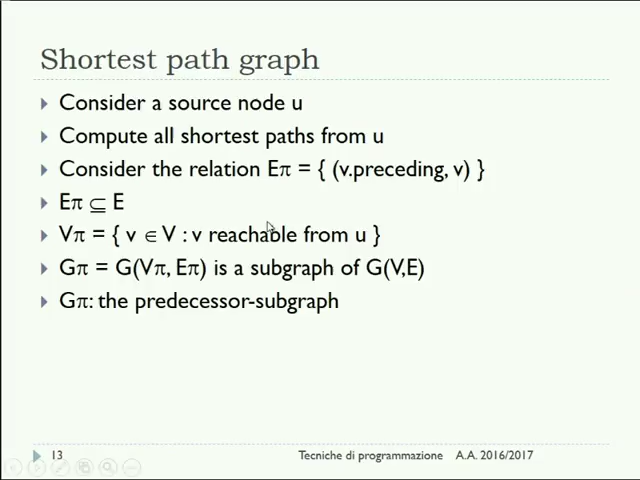 Shortest path graph
Consider a source node u
Compute all shortest paths from u
Consider the relation Eπ = { (v.preceding, v) }
Eπ ⊆ E
Vπ = { v ∈ V : v reachable from u }
Gπ = G(Vπ, Eπ) is a subgraph of G(V,E)
Gπ: the predecessor-subgraph
13
Tecniche di programmazione A.A. 2016/2017